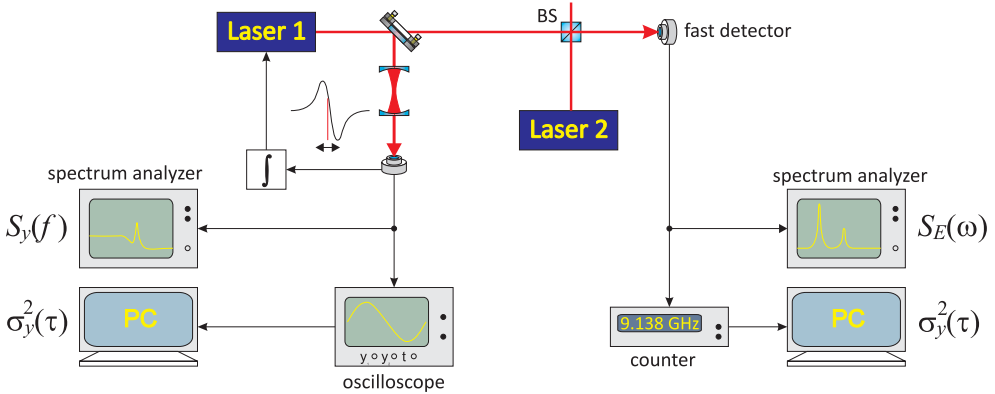 Laser 1
BS
fast detector
Laser 2
∫
spectrum analyzer
spectrum analyzer
S_y(f)
S_E(ω)
σ_y^2(τ)
PC
9.138 GHz
PC
σ_y^2(τ)
counter
y t
oscilloscope